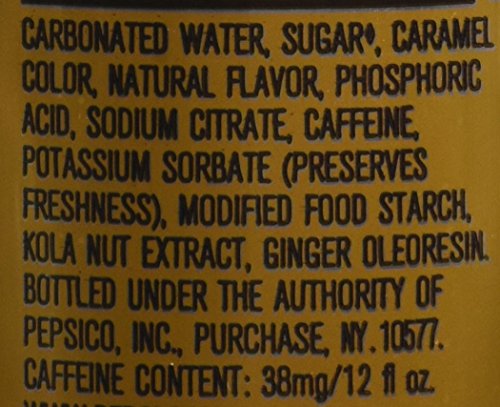 CARBONATED WATER, SUGAR◊, CARAMEL
COLOR, NATURAL FLAVOR, PHOSPHORIC
ACID, SODIUM CITRATE, CAFFEINE,
POTASSIUM SORBATE (PRESERVES
FRESHNESS), MODIFIED FOOD STARCH,
KOLA NUT EXTRACT, GINGER OLEORESIN.
BOTTLED UNDER THE AUTHORITY OF
PEPSICO, INC., PURCHASE, NY. 10577.
CAFFEINE CONTENT: 38mg/12 fl oz.